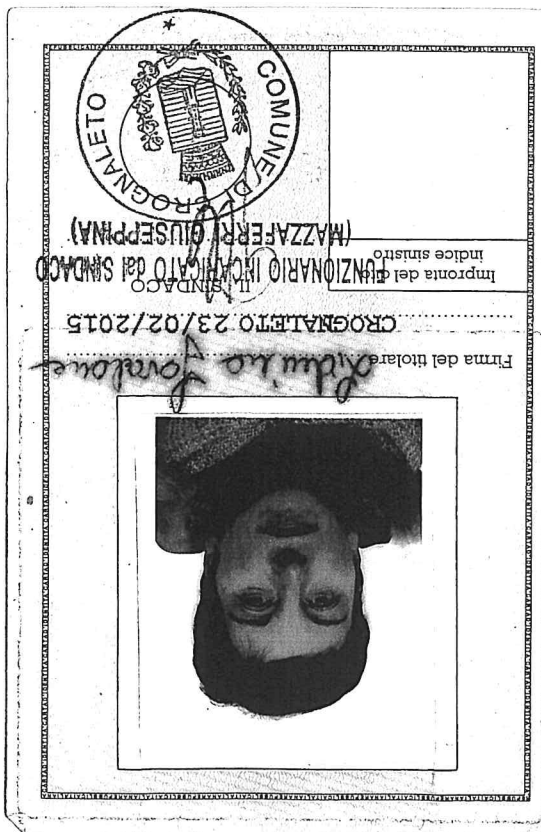 Firma del titolare
CROGNALETO 23/02/2015
Impronta del dito
indice sinistro
IL SINDACO
FUNZIONARIO INCARICATO dal SINDACO
(MAZZAFERRI GIUSEPPINA)
COMUNE DI CROGNALETO